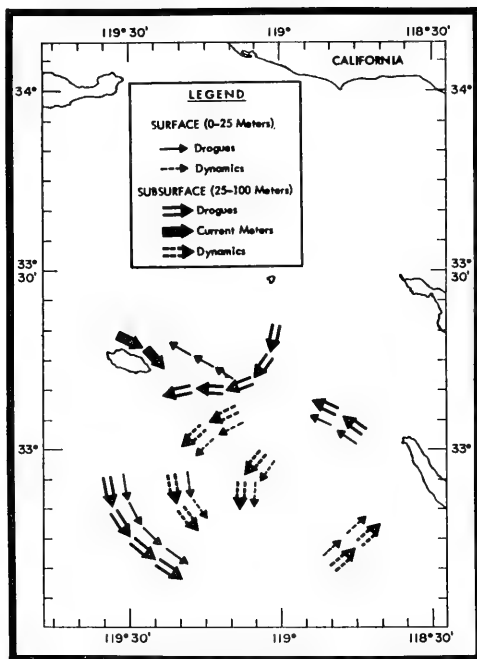 119° 30'
119°
118° 30'
CALIFORNIA
34°
34°
LEGEND
SURFACE (0-25 Meters)
Drogues
Dynamics
SUBSURFACE (25-100 Meters)
Drogues
Current Meters
Dynamics
33°
30'
33°
30'
33°
33°
119° 30'
119°
118° 30'